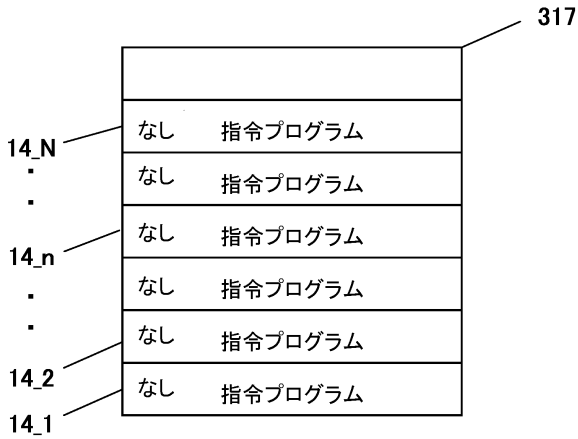 317
14_N なし 指令プログラム
・ なし 指令プログラム
・
14_n なし 指令プログラム
・ なし 指令プログラム
・
14_2 なし 指令プログラム
14_1 なし 指令プログラム